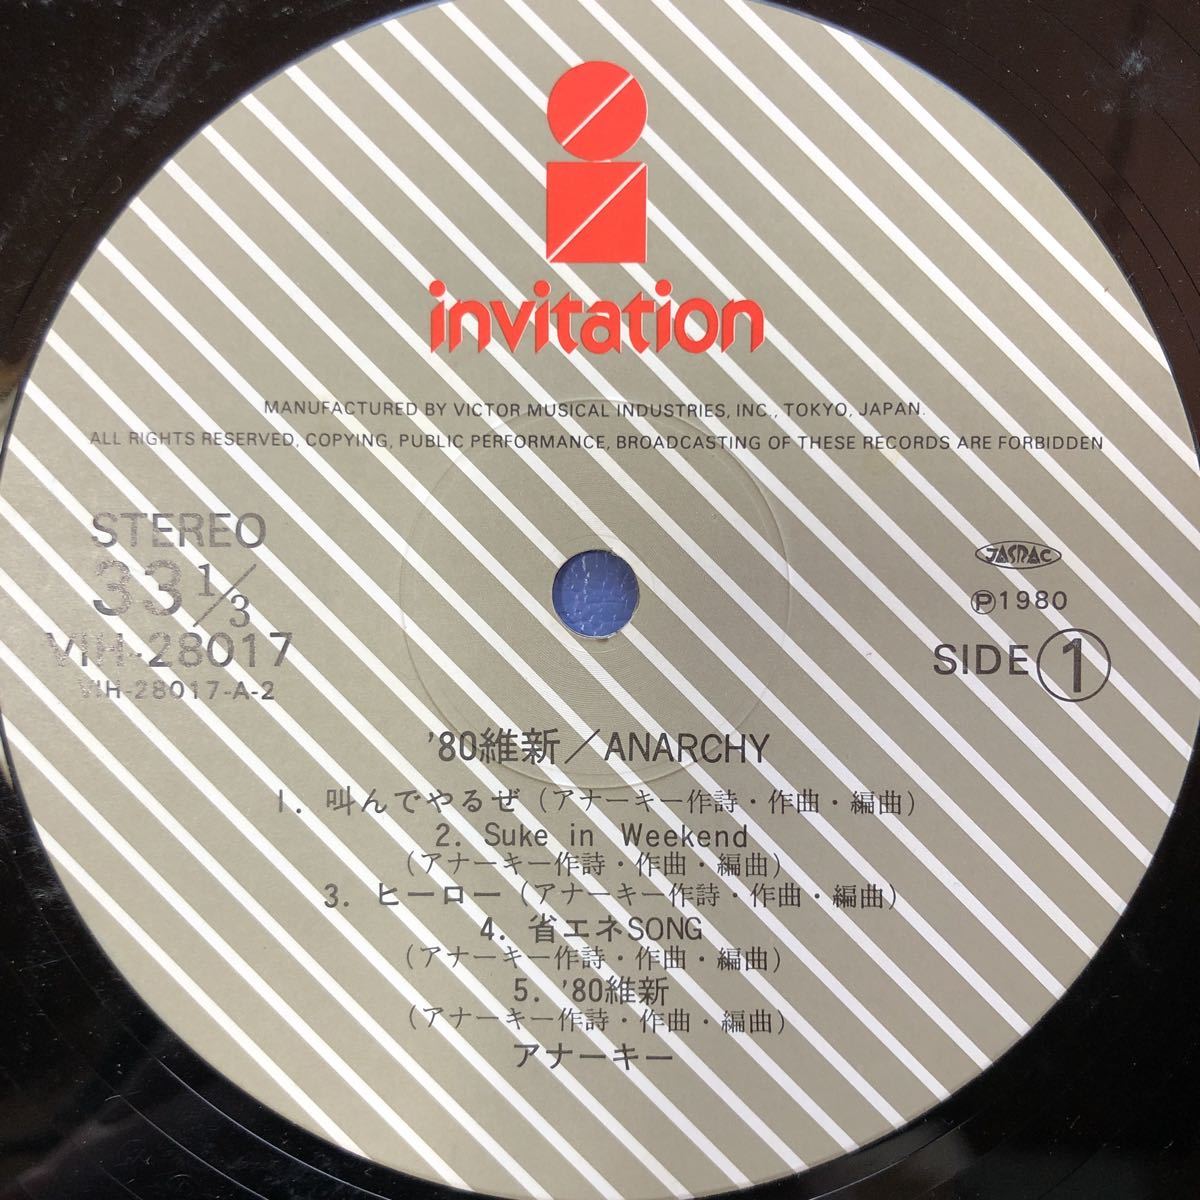 invitation
MANUFACTURED BY VICTOR MUSICAL INDUSTRIES, INC., TOKYO, JAPAN.
ALL RIGHTS RESERVED, COPYING, PUBLIC PERFORMANCE, BROADCASTING OF THESE RECORDS ARE FORBIDDEN
STEREO
33 1/3
VIH-28017
VIH-28017-A-2
JASRAC
Ⓟ1980
SIDE ①
'80維新／ANARCHY
1. 叫んでやるぜ (アナーキー作詩・作曲・編曲)
2. Suke in Weekend
(アナーキー作詩・作曲・編曲)
3. ヒーロー (アナーキー作詩・作曲・編曲)
4. 省エネSONG
(アナーキー作詩・作曲・編曲)
5. '80維新
(アナーキー作詩・作曲・編曲)
アナーキー